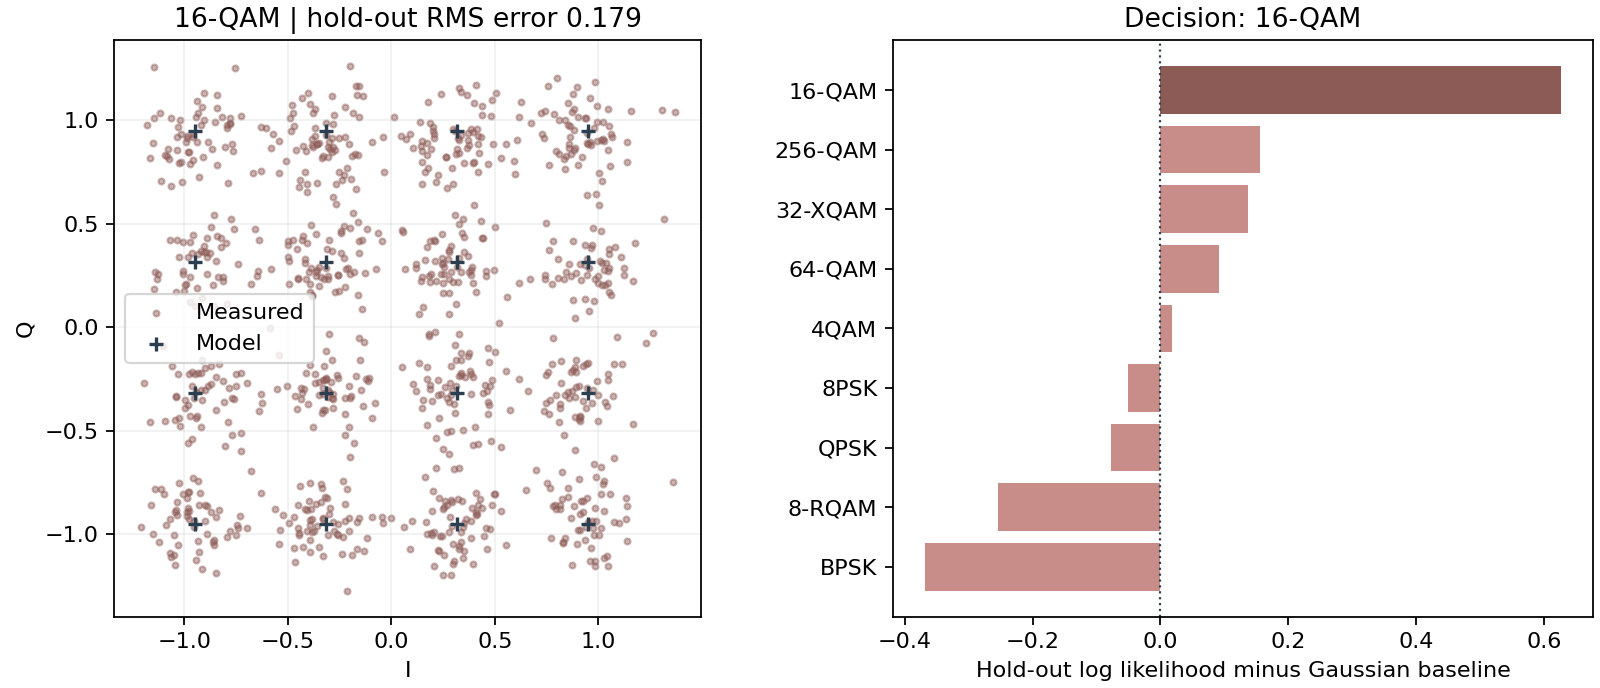 16-QAM | hold-out RMS error 0.179
Q
1.0
0.5
0.0
−0.5
−1.0
Measured
Model
−1.0 −0.5 0.0 0.5 1.0
I
Decision: 16-QAM
16-QAM
256-QAM
32-XQAM
64-QAM
4QAM
8PSK
QPSK
8-RQAM
BPSK
−0.4 −0.2 0.0 0.2 0.4 0.6
Hold-out log likelihood minus Gaussian baseline